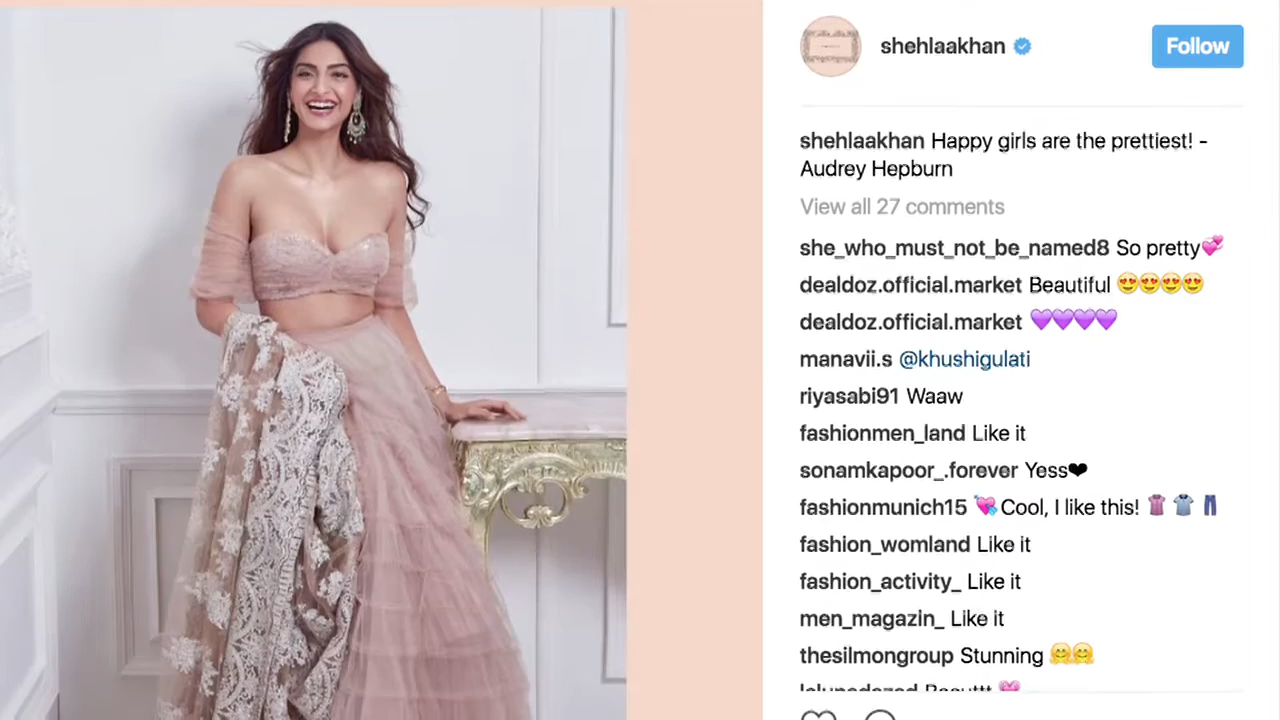 shehlaakhan
Follow
shehlaakhan Happy girls are the prettiest! -
Audrey Hepburn
View all 27 comments
she_who_must_not_be_named8 So pretty💞
dealdoz.official.market Beautiful 😍😍😍😍
dealdoz.official.market 💜💜💜💜
manavii.s @khushigulati
riyasabi91 Waaw
fashionmen_land Like it
sonamkapoor_.forever Yess❤
fashionmunich15 💘Cool, I like this! 👚 👕 👖
fashion_womland Like it
fashion_activity_ Like it
men_magazin_ Like it
thesilmongroup Stunning 🤗🤗